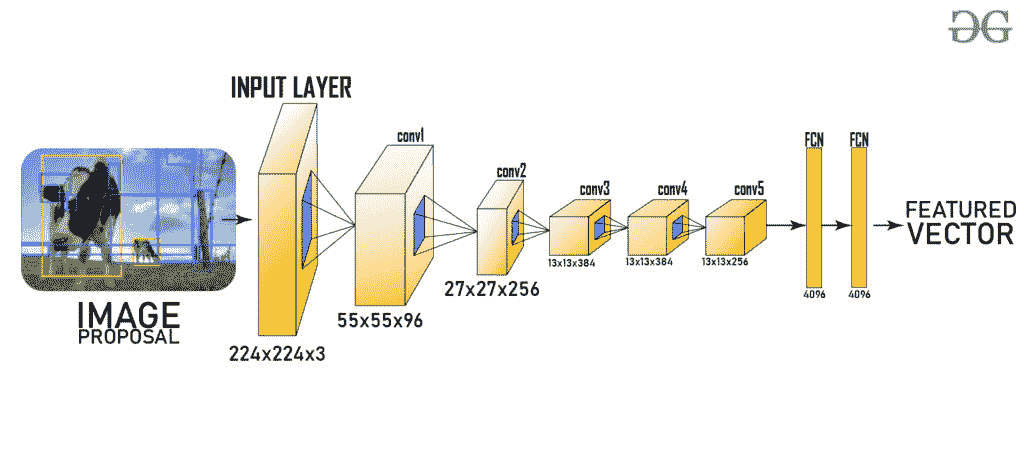 INPUT LAYER
conv1
conv2
conv3
conv4
conv5
FCN
FCN
FEATURED
VECTOR
IMAGE
PROPOSAL
224x224x3
55x55x96
27x27x256
13x13x384
13x13x384
13x13x256
4096
4096